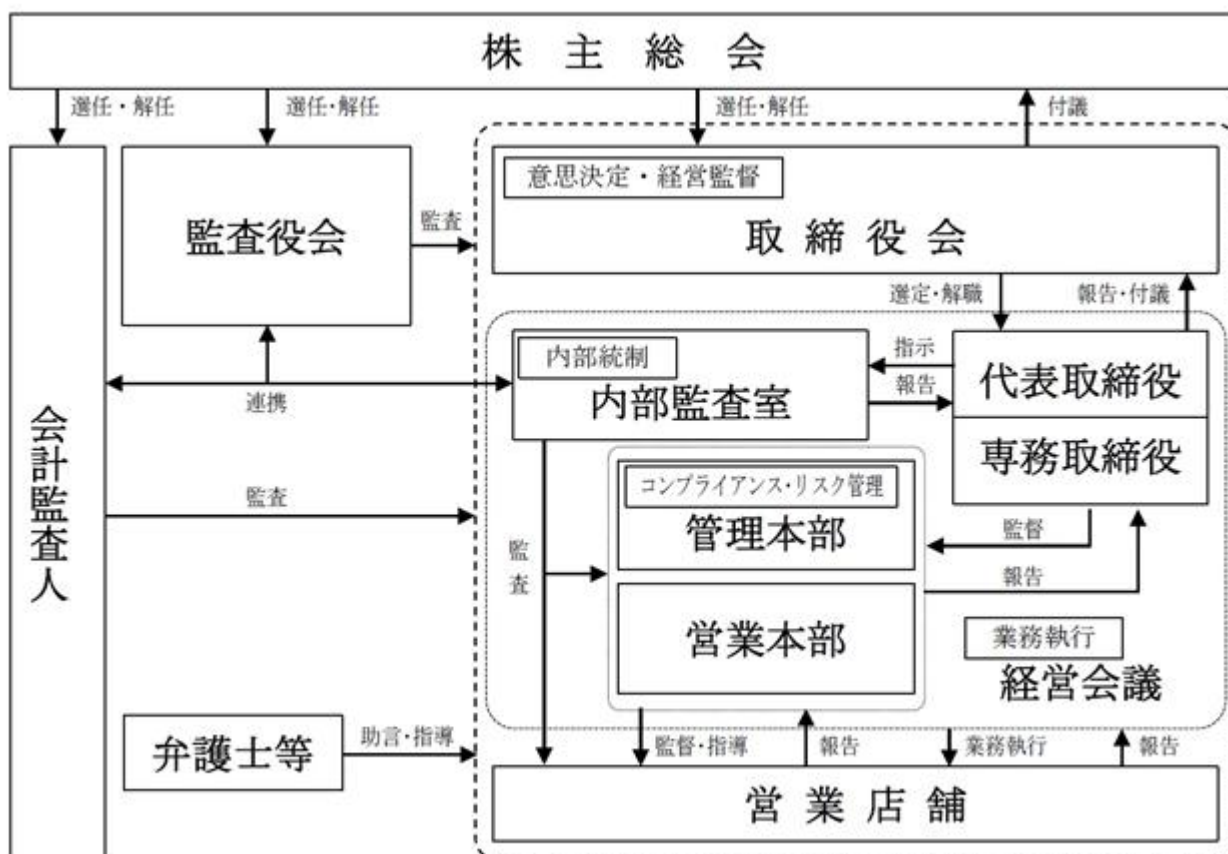 株主総会
選任・解任
選任・解任
選任・解任
付議
意思決定・経営監督
取締役会
監査役会
監査
選定・解職
報告・付議
内部統制
内部監査室
指示
報告
代表取締役
専務取締役
連携
会計監査人
監査
コンプライアンス・リスク管理
管理本部
営業本部
監査
監督
報告
業務執行
経営会議
弁護士等
助言・指導
監督・指導
報告
業務執行
報告
営業店舗